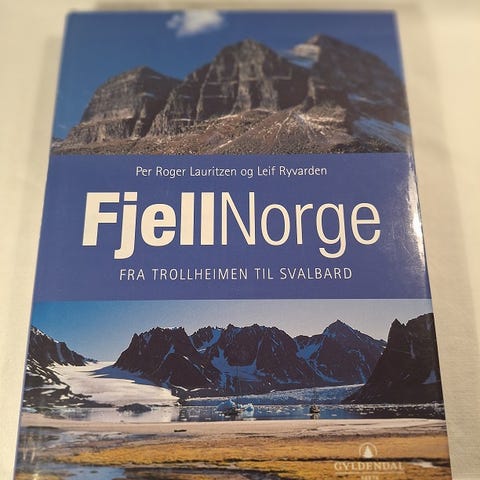 Per Roger Lauritzen og Leif Ryvarden
FjellNorge
FRA TROLLHEIMEN TIL SVALBARD
GYLDENDAL